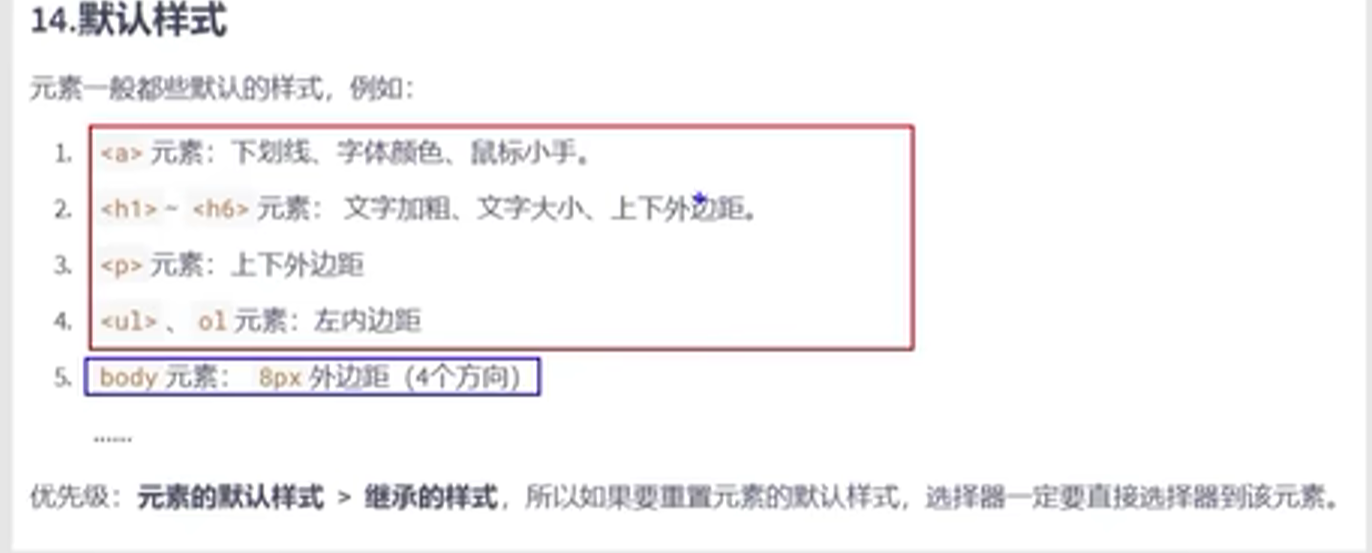 14.默认样式
元素一般都些默认的样式，例如：
1. <a> 元素：下划线、字体颜色、鼠标小手。
2. <h1> ~ <h6> 元素： 文字加粗、文字大小、上下外边距。
3. <p> 元素：上下外边距
4. <ul> 、 ol 元素：左内边距
5. body 元素： 8px 外边距（4个方向）
......
优先级：元素的默认样式 > 继承的样式，所以如果要重置元素的默认样式，选择器一定要直接选择器到该元素。